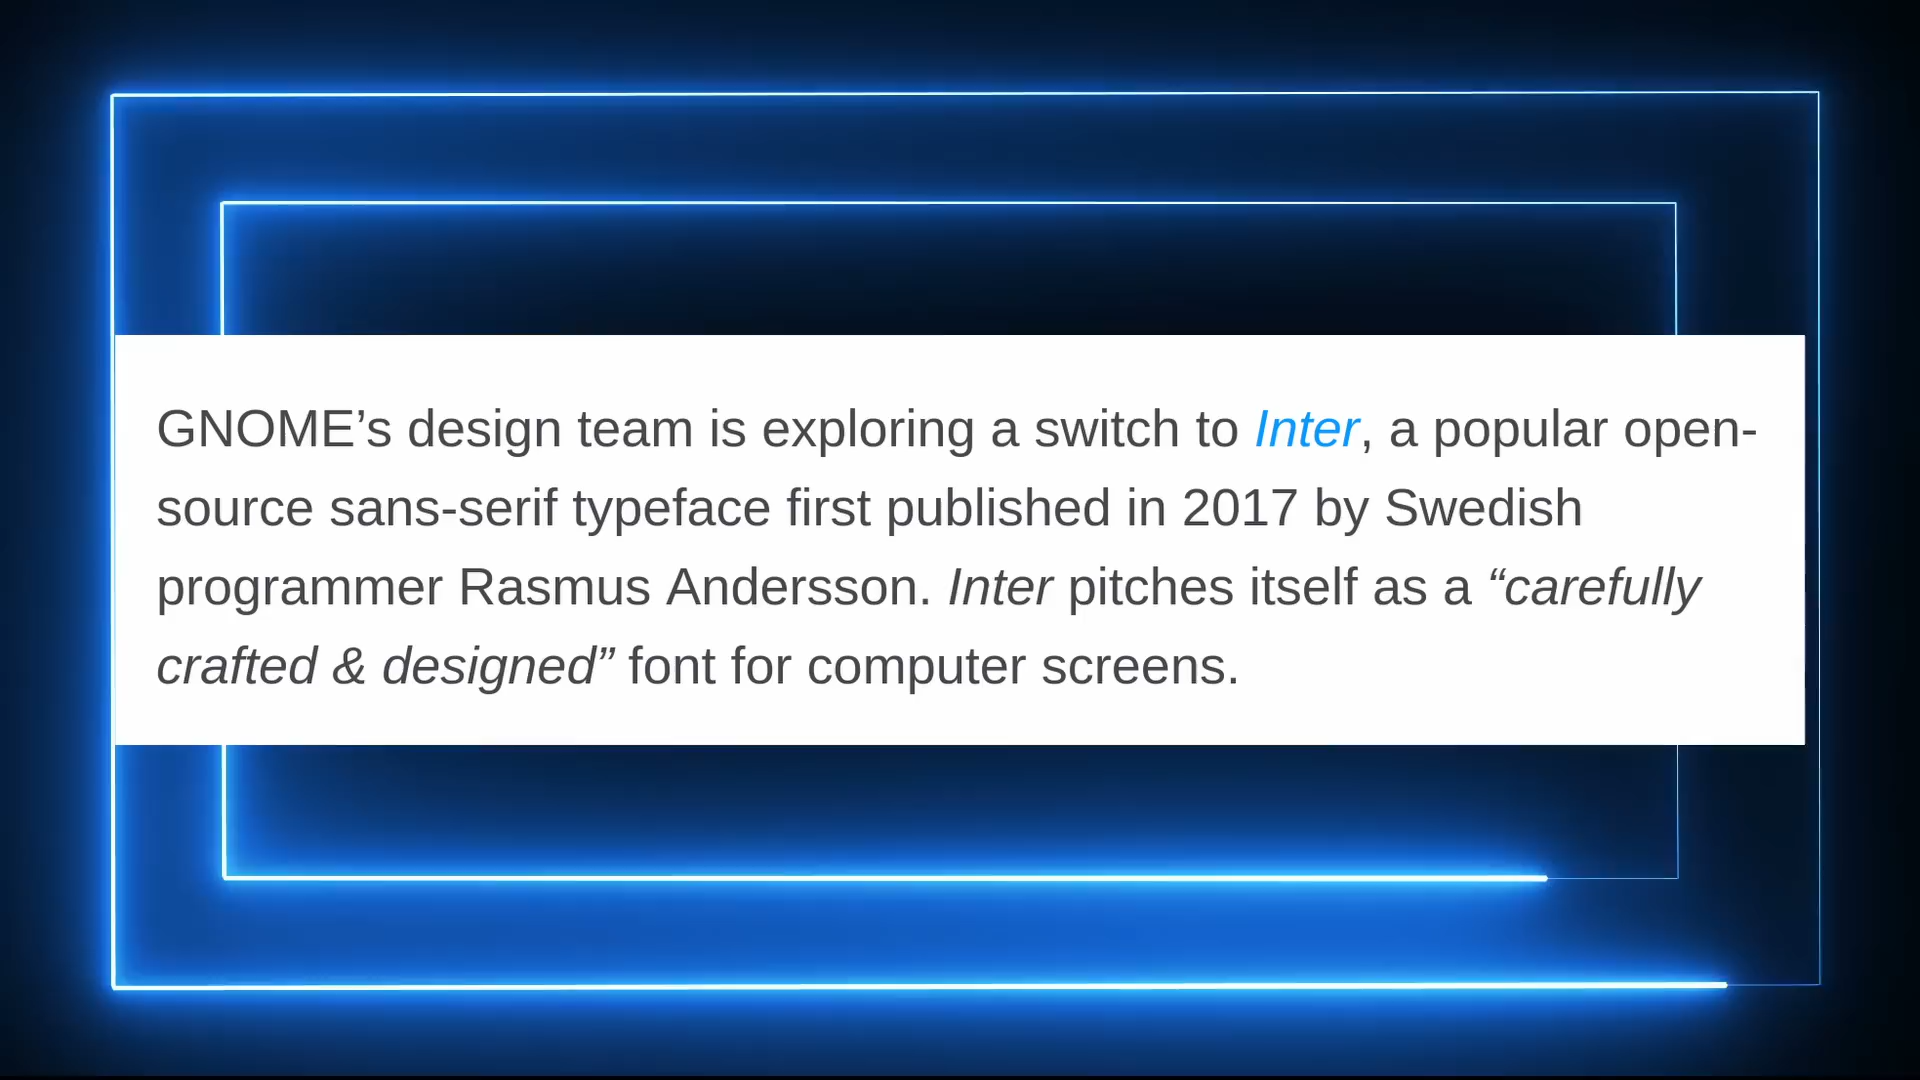 GNOME’s design team is exploring a switch to Inter, a popular open-
source sans-serif typeface first published in 2017 by Swedish
programmer Rasmus Andersson. Inter pitches itself as a “carefully
crafted & designed” font for computer screens.